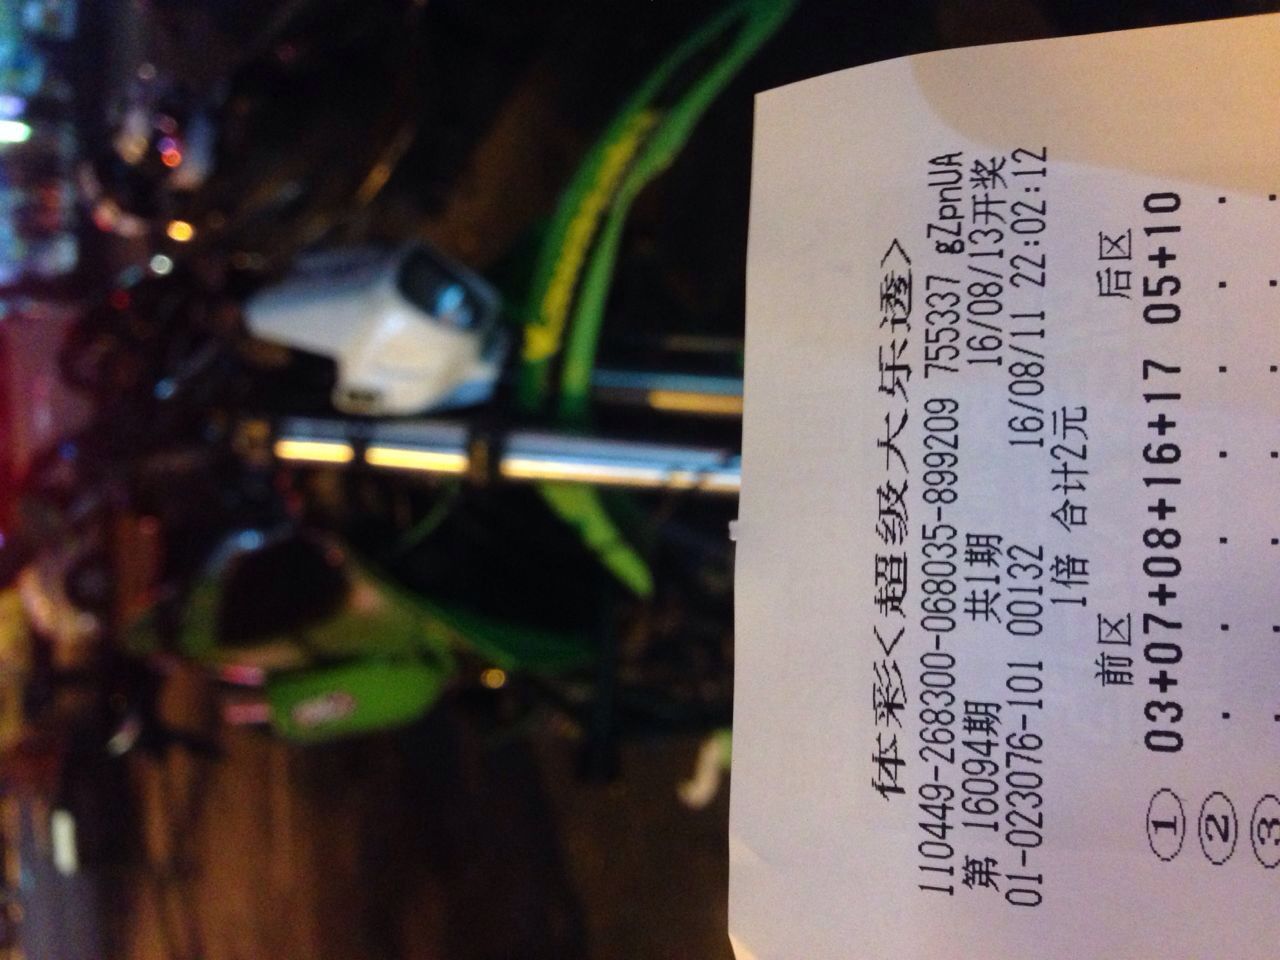 体彩<超级大乐透>
110449-268300-068035-899209 755337 gZpnUA
第 16094期 共1期 16/08/13开奖
01-023076-101 00132 16/08/11 22:02:12
1倍 合计2元
前区 后区
① 03+07+08+16+17 05+10
②
③